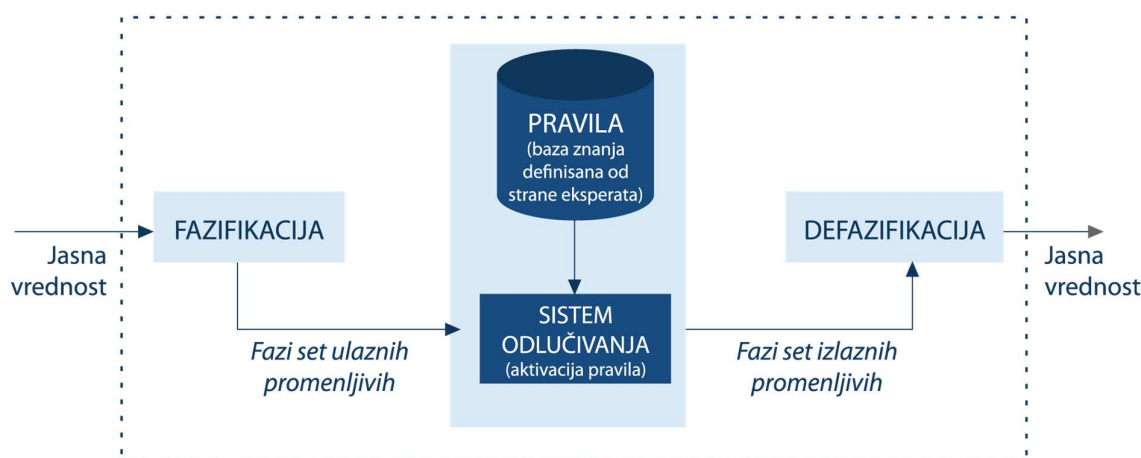 PRAVILA
(baza znanja
definisana od
strane eksperata)
FAZIFIKACIJA
DEFAZIFIKACIJA
Jasna
vrednost
Jasna
vrednost
SISTEM
ODLUČIVANJA
(aktivacija pravila)
Fazi set ulaznih
promenljivih
Fazi set izlaznih
promenljivih